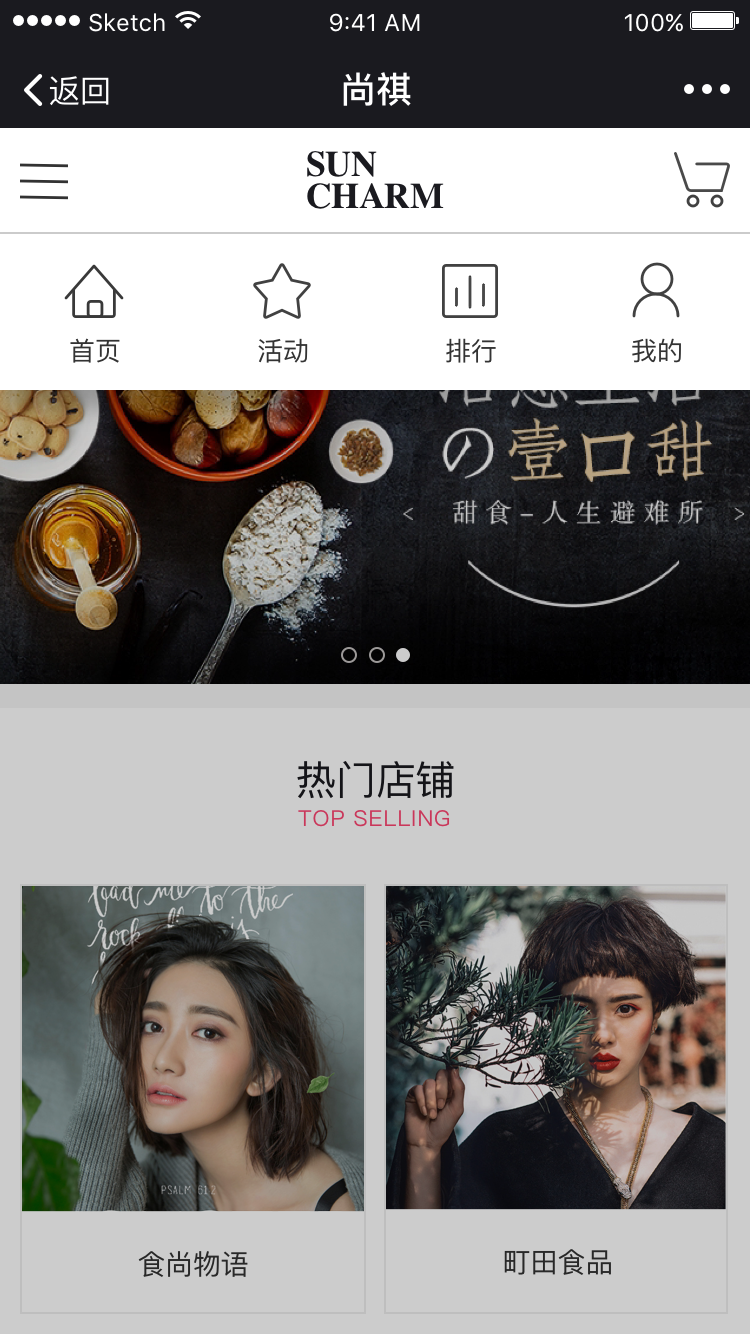 Sketch 9:41 AM 100%
返回 尚祺
SUN
CHARM
首页 活动 排行 我的
の壹口甜
< 甜食–人生避难所 >
热门店铺
TOP SELLING
lead me to the
rock
is
PSALM 61:2
食尚物语 町田食品